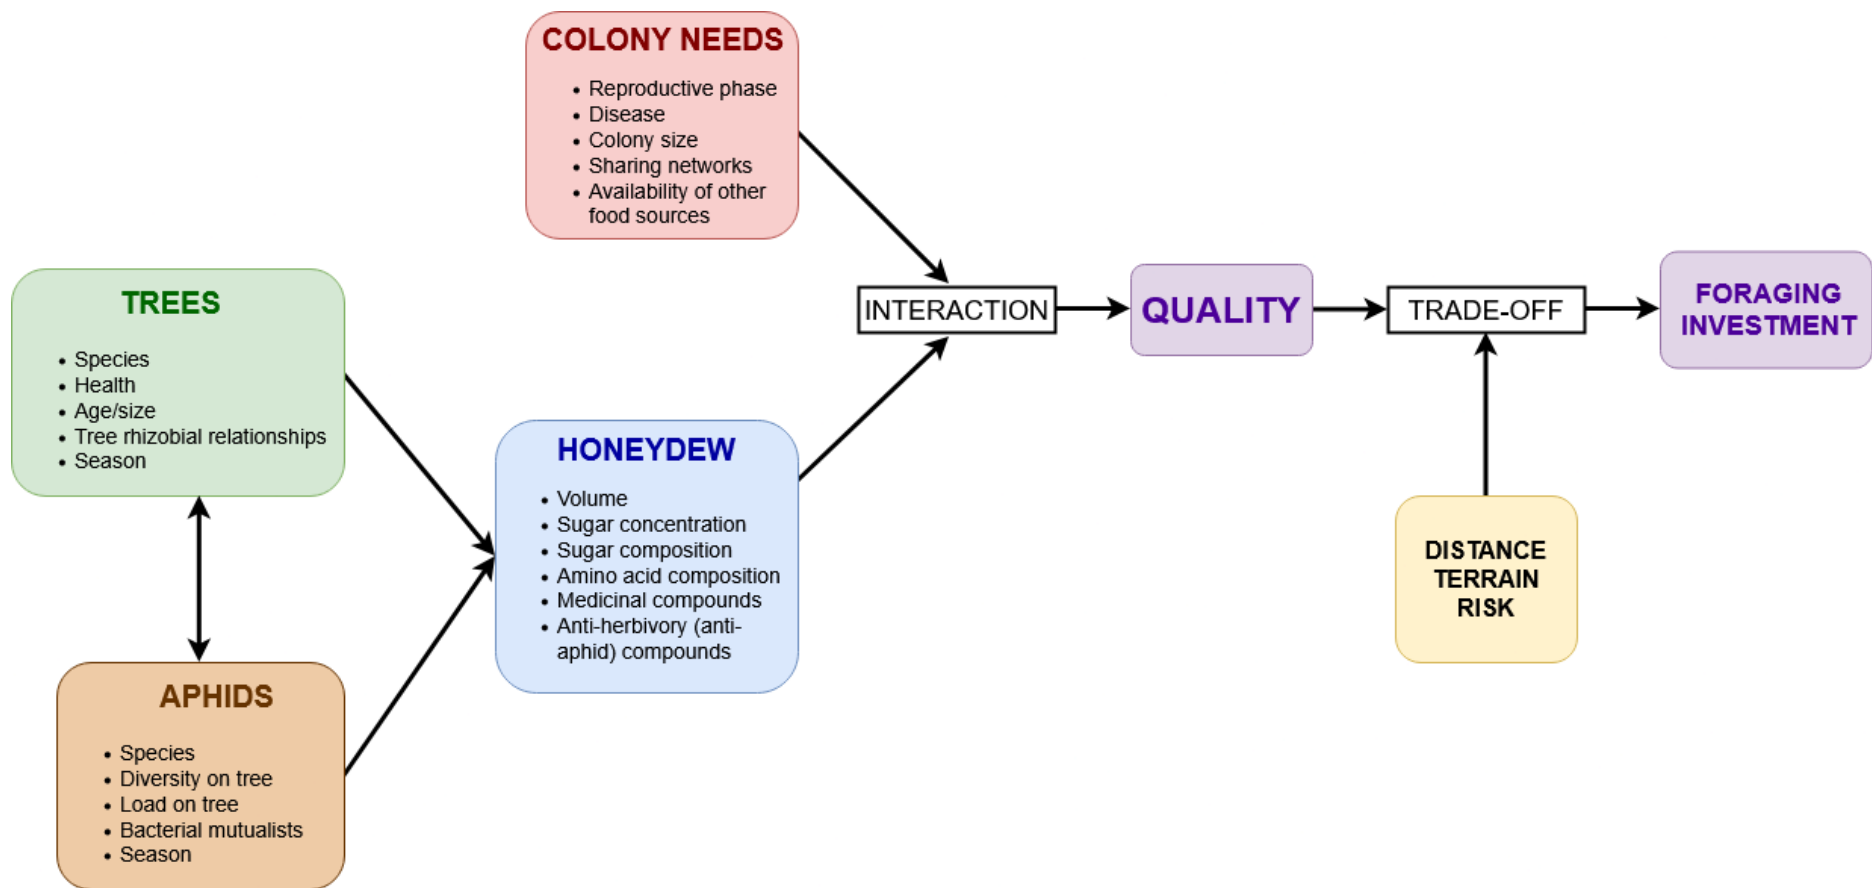 COLONY NEEDS
• Reproductive phase
• Disease
• Colony size
• Sharing networks
• Availability of other
food sources
TREES
• Species
• Health
• Age/size
• Tree rhizobial relationships
• Season
INTERACTION
QUALITY
TRADE-OFF
FORAGING
INVESTMENT
HONEYDEW
• Volume
• Sugar concentration
• Sugar composition
• Amino acid composition
• Medicinal compounds
• Anti-herbivory (anti-
aphid) compounds
DISTANCE
TERRAIN
RISK
APHIDS
• Species
• Diversity on tree
• Load on tree
• Bacterial mutualists
• Season